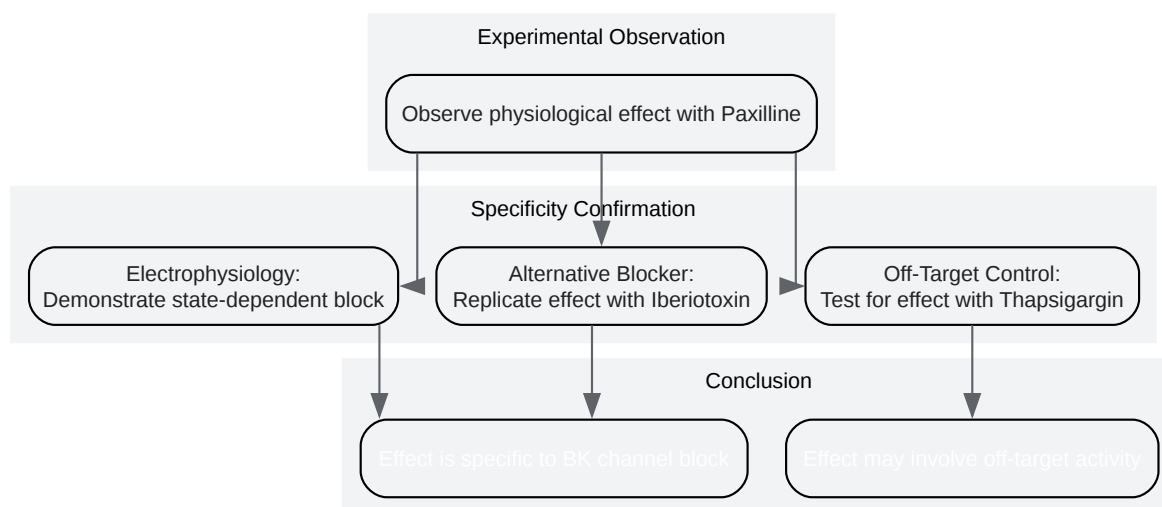 Experimental Observation
Observe physiological effect with Paxilline
Specificity Confirmation
Electrophysiology:
Demonstrate state-dependent block
Alternative Blocker:
Replicate effect with Iberiotoxin
Off-Target Control:
Test for effect with Thapsigargin
Conclusion
Effect is specific to BK channel block
Effect may involve off-target activity